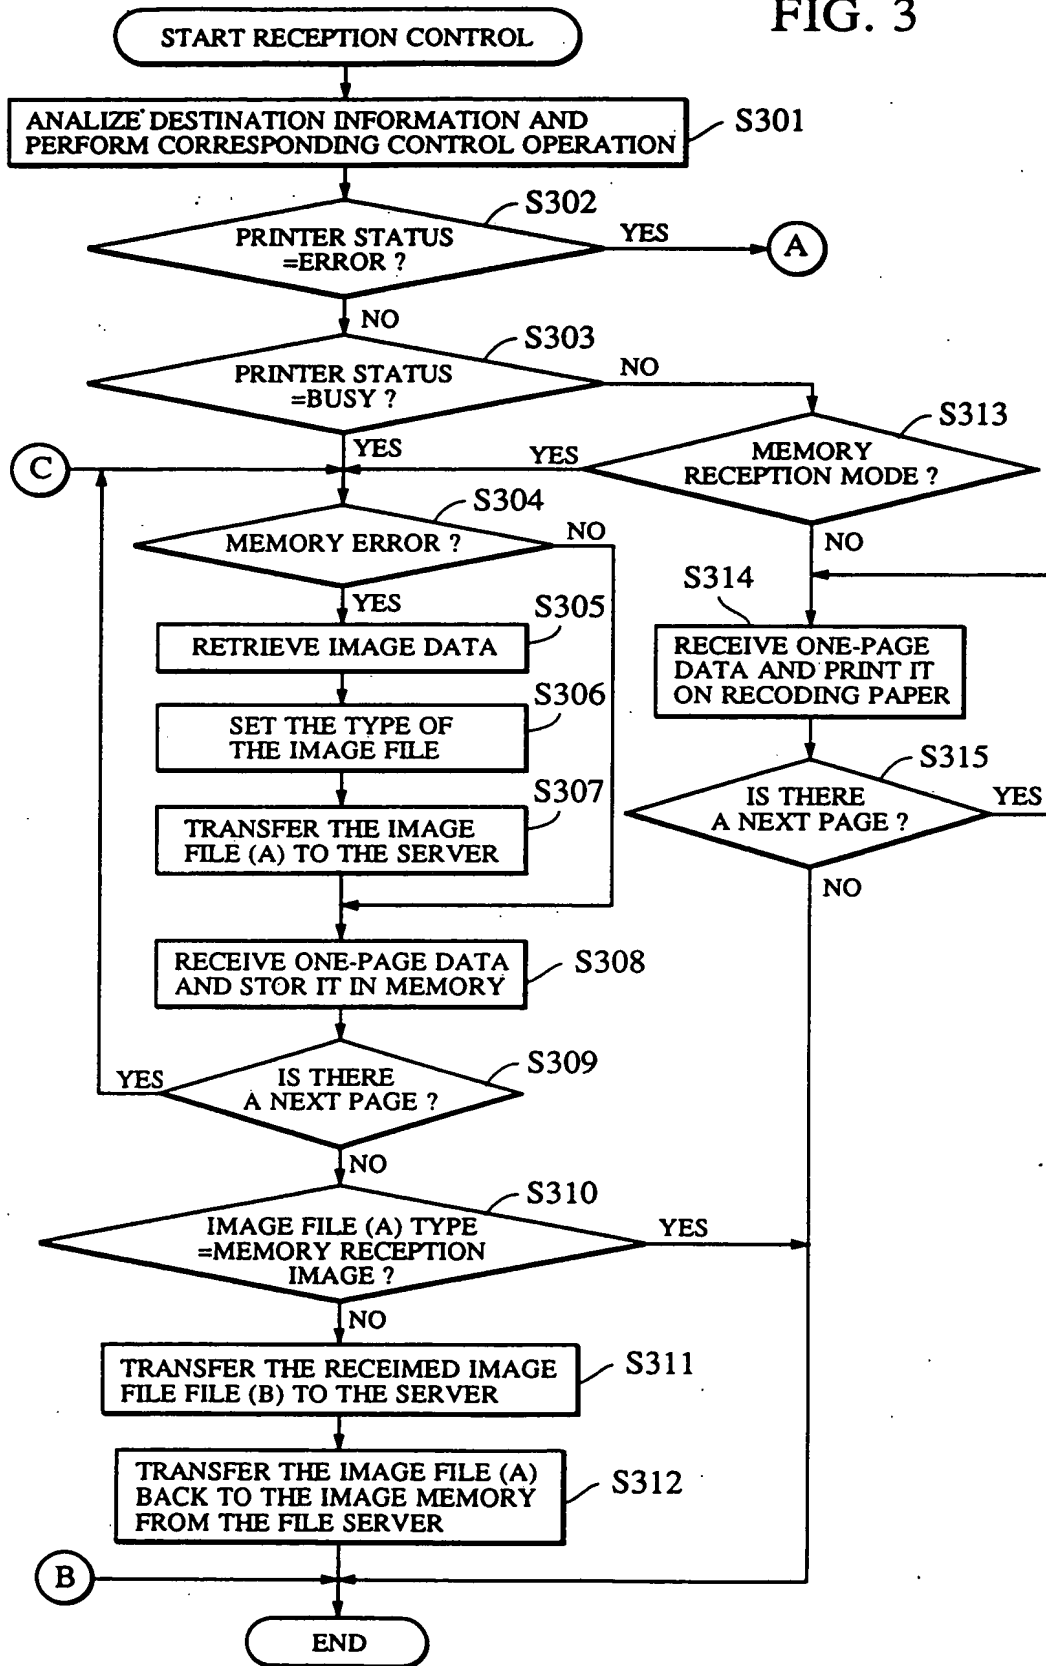 FIG. 3
START RECEPTION CONTROL
ANALIZE DESTINATION INFORMATION AND
PERFORM CORRESPONDING CONTROL OPERATION
S301
S302
PRINTER STATUS
=ERROR ?
YES
A
NO
S303
PRINTER STATUS
=BUSY ?
NO
YES
S313
MEMORY
RECEPTION MODE ?
YES
C
NO
S304
MEMORY ERROR ?
NO
YES
S305
RETRIEVE IMAGE DATA
S314
RECEIVE ONE-PAGE
DATA AND PRINT IT
ON RECODING PAPER
S306
SET THE TYPE OF
THE IMAGE FILE
S315
IS THERE
A NEXT PAGE ?
YES
NO
S307
TRANSFER THE IMAGE
FILE (A) TO THE SERVER
S308
RECEIVE ONE-PAGE DATA
AND STOR IT IN MEMORY
S309
IS THERE
A NEXT PAGE ?
YES
NO
S310
IMAGE FILE (A) TYPE
=MEMORY RECEPTION
IMAGE ?
YES
NO
S311
TRANSFER THE RECEIMED IMAGE
FILE FILE (B) TO THE SERVER
S312
TRANSFER THE IMAGE FILE (A)
BACK TO THE IMAGE MEMORY
FROM THE FILE SERVER
B
END